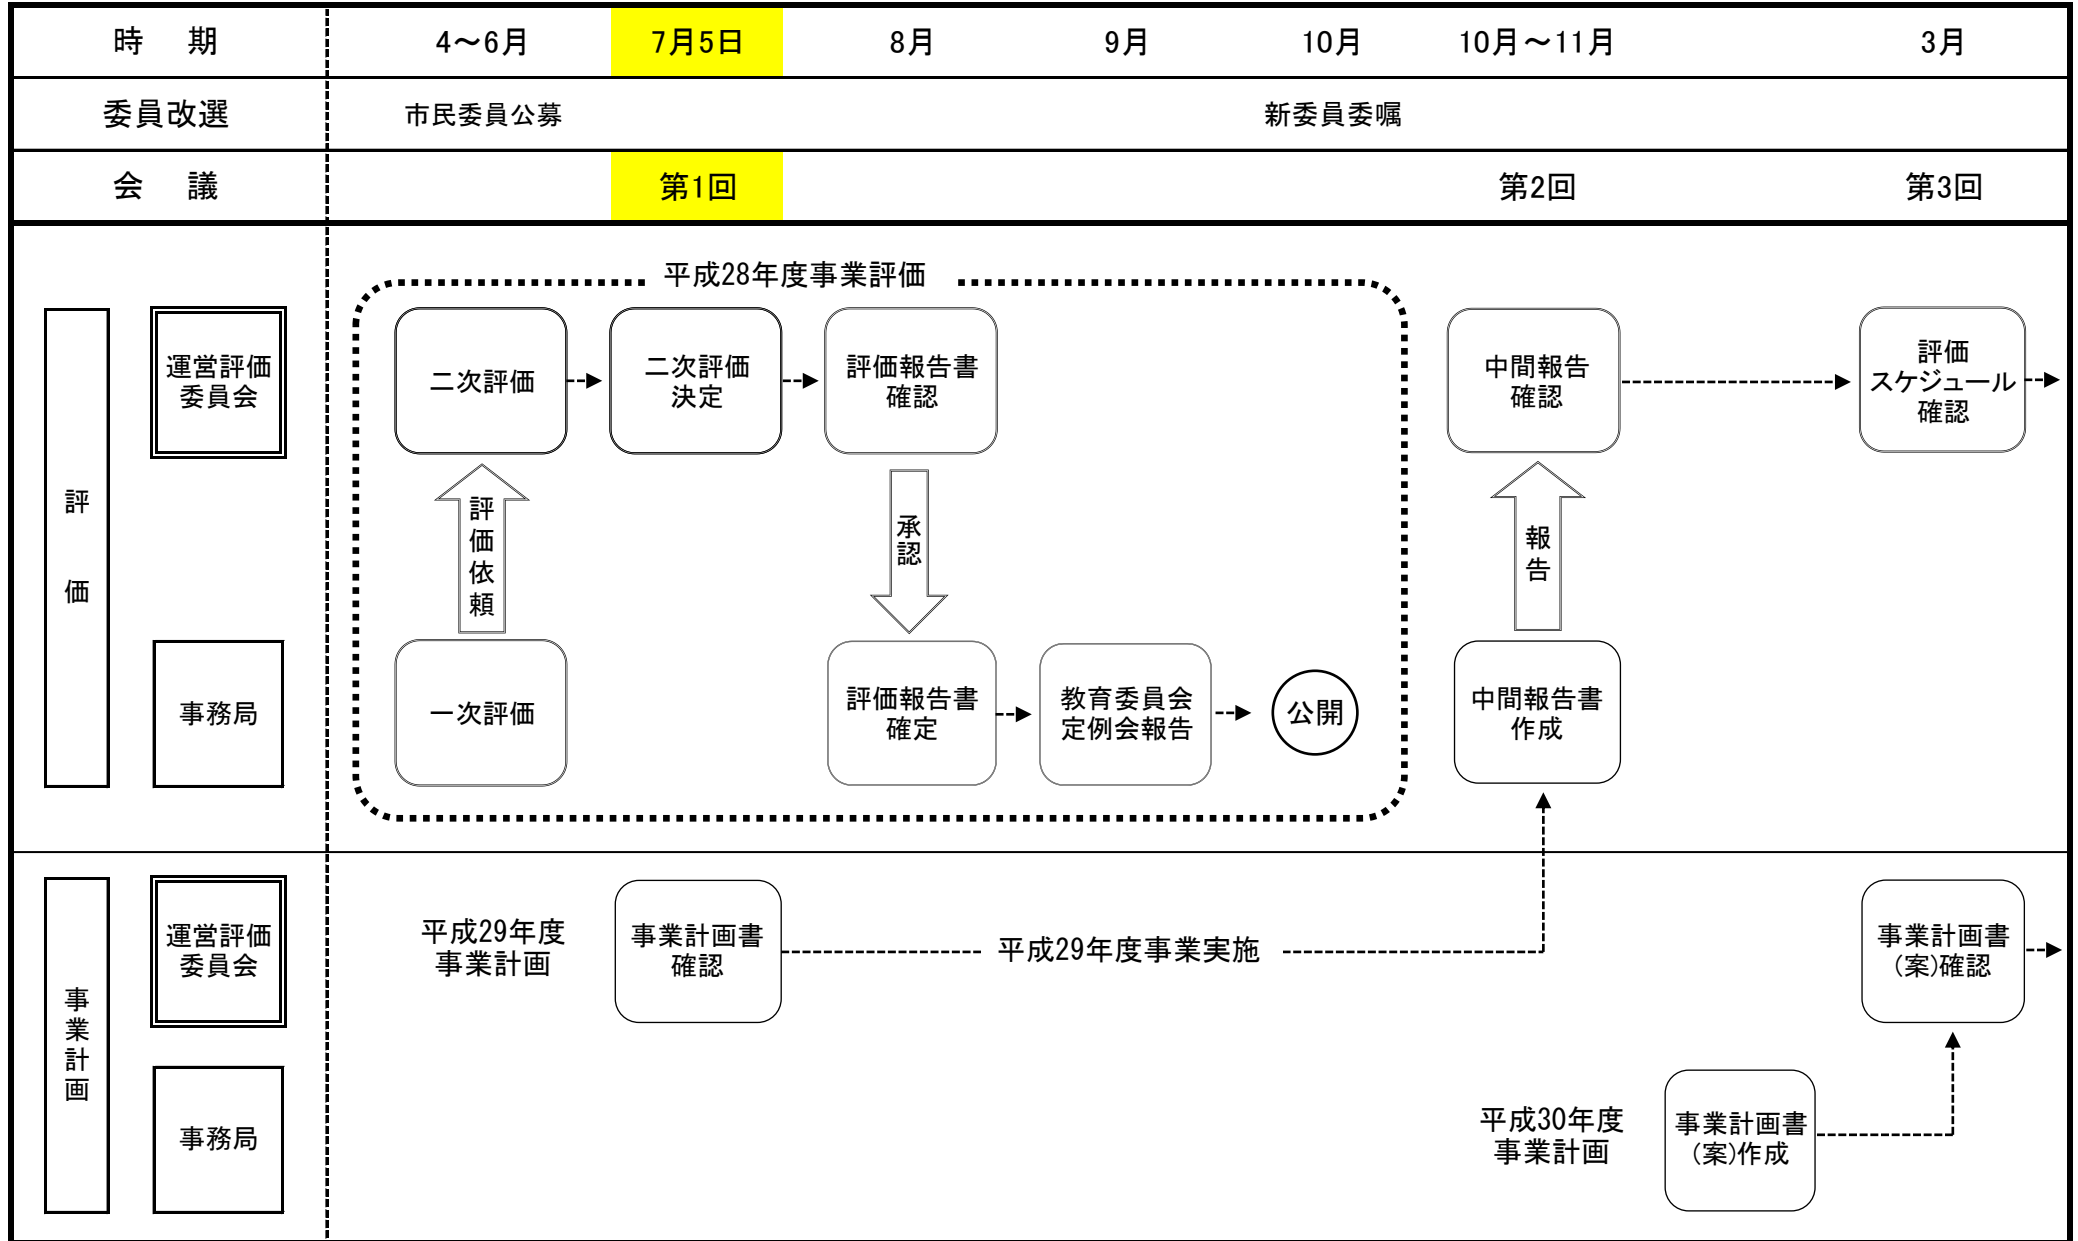 時　期
4～6月
7月5日
8月
9月
10月
10月～11月
3月
委員改選
市民委員公募
新委員委嘱
会　議
第1回
第2回
第3回
平成28年度事業評価
評価
運営評価
委員会
二次評価
二次評価
決定
評価報告書
確認
中間報告
確認
評価
スケジュール
確認
評価依頼
承認
報告
事務局
一次評価
評価報告書
確定
教育委員会
定例会報告
公開
中間報告書
作成
事業計画
運営評価
委員会
平成29年度
事業計画
事業計画書
確認
平成29年度事業実施
事業計画書
(案)確認
事務局
平成30年度
事業計画
事業計画書
(案)作成